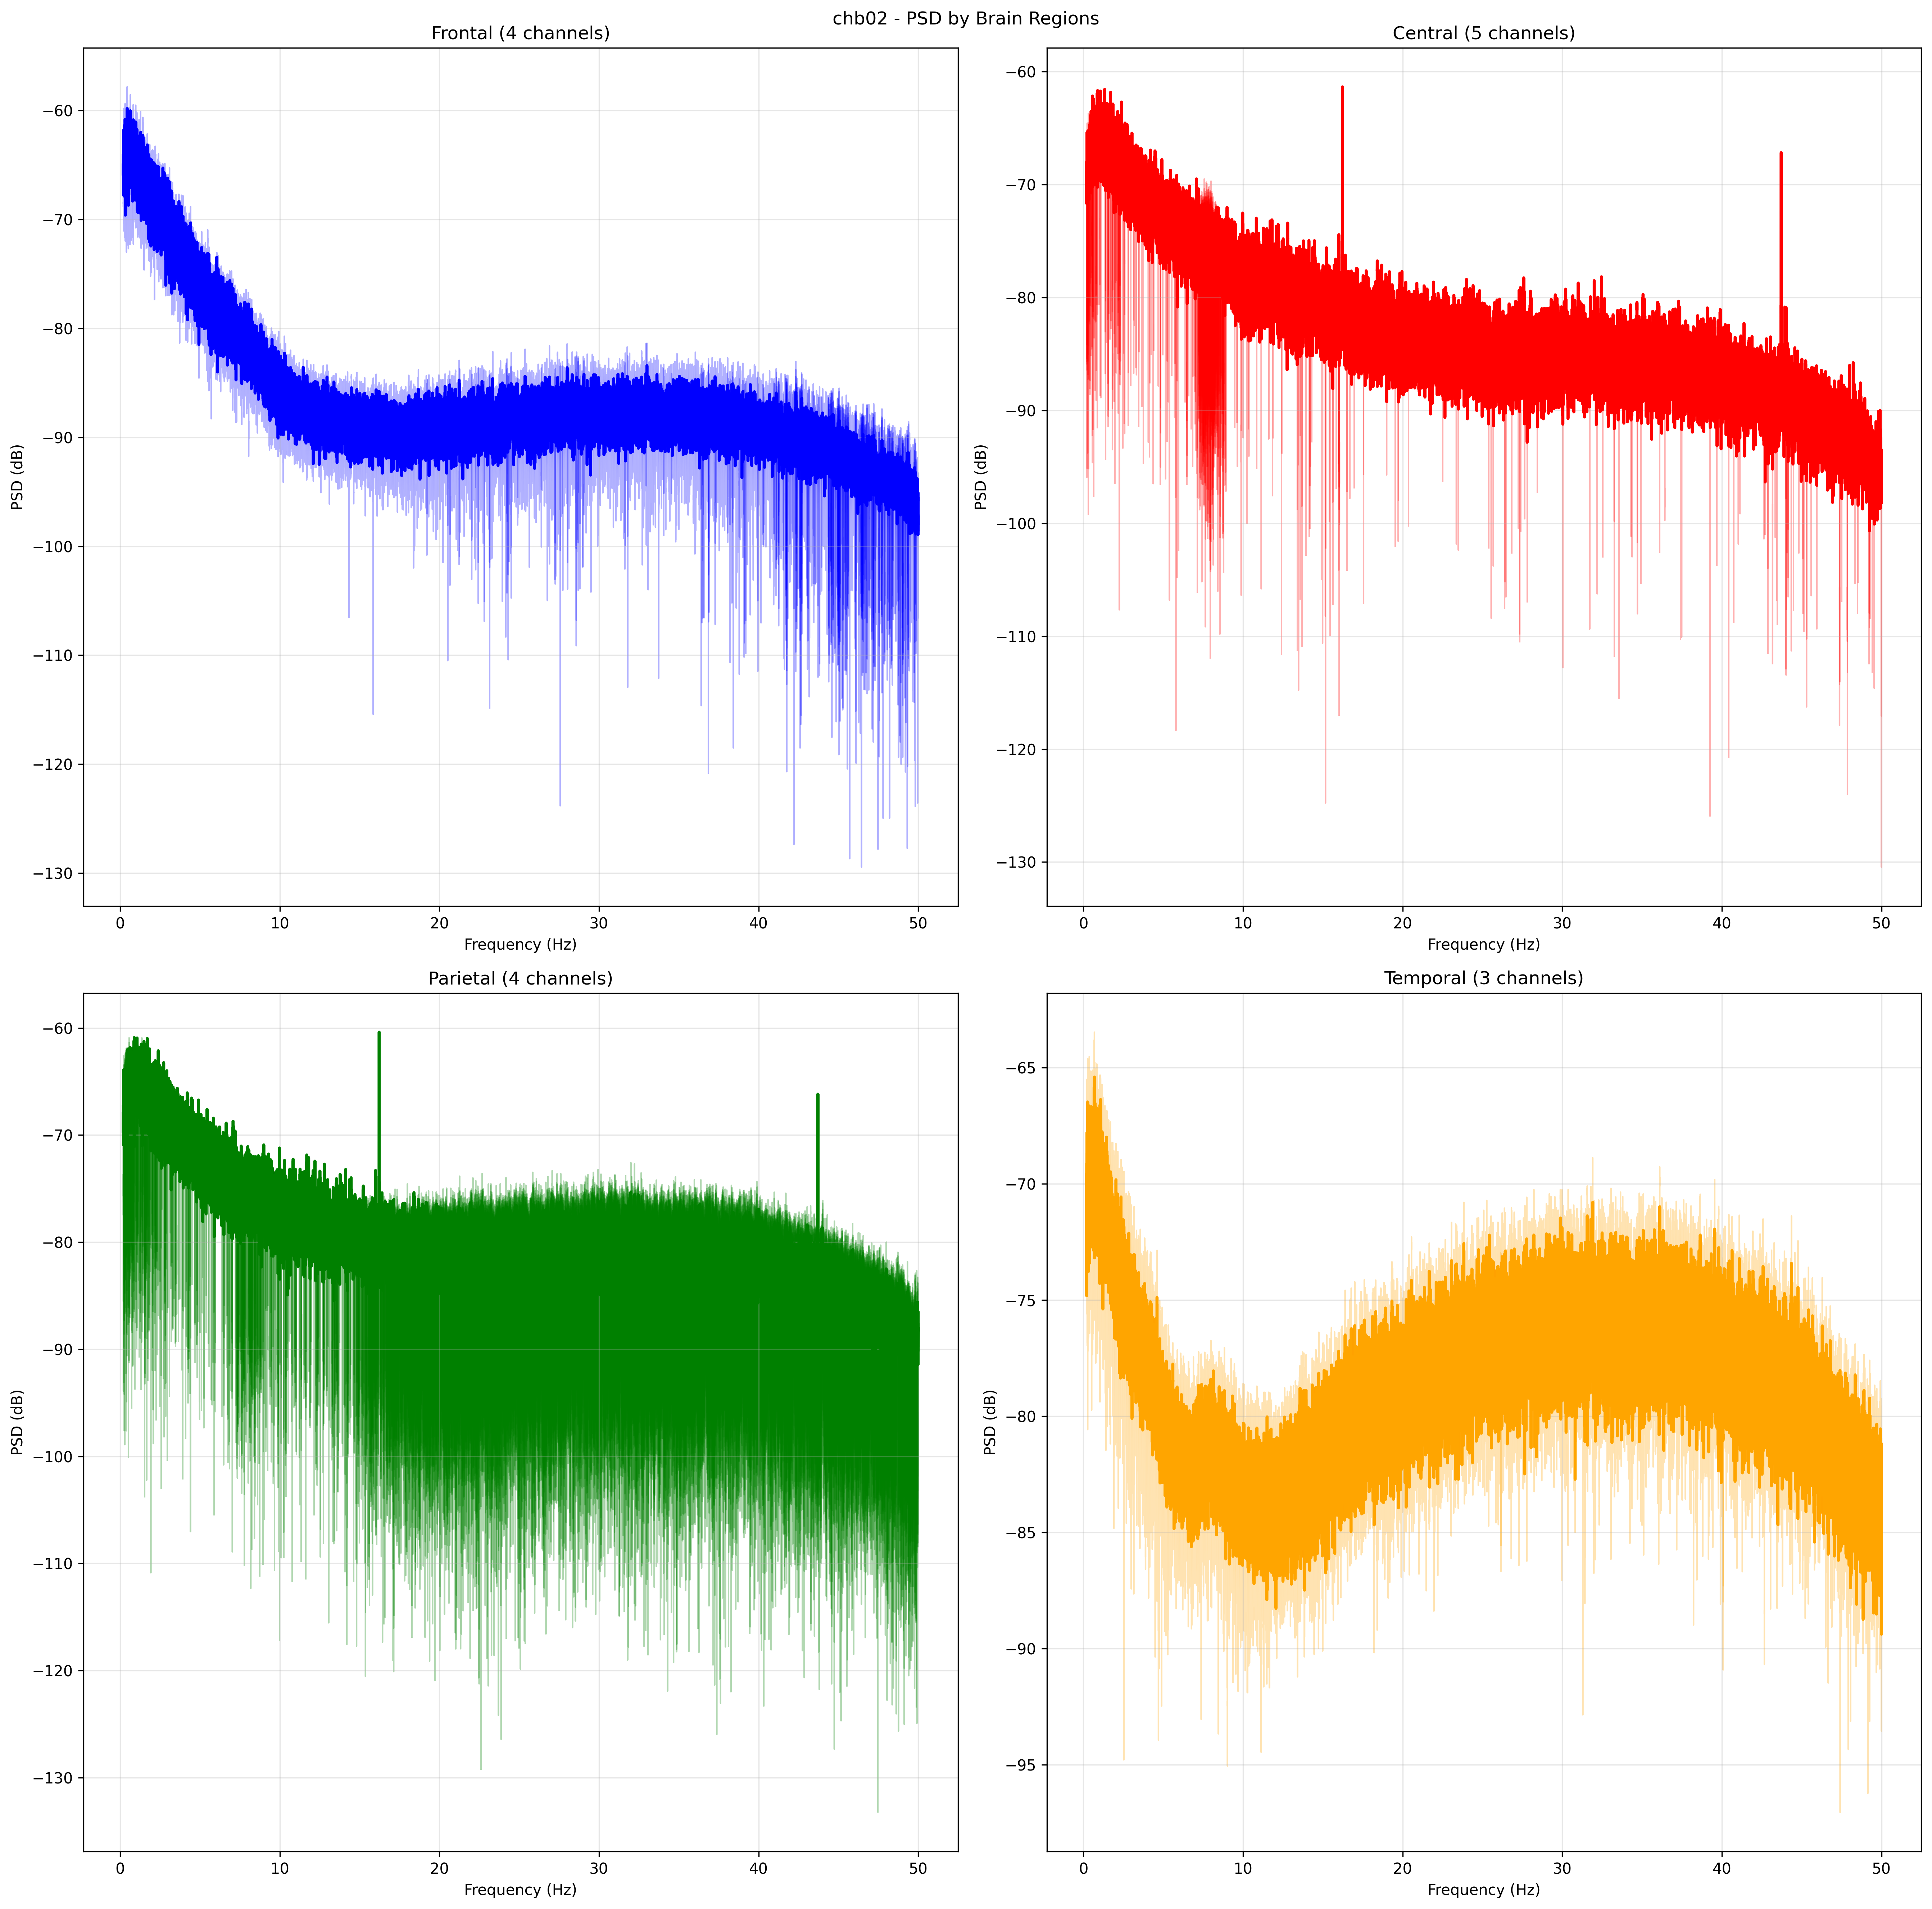 chb02 - PSD by Brain Regions
Frontal (4 channels)
−60
−70
−80
−90
−100
−110
−120
−130
PSD (dB)
0 10 20 30 40 50
Frequency (Hz)
Central (5 channels)
−60
−70
−80
−90
−100
−110
−120
−130
PSD (dB)
0 10 20 30 40 50
Frequency (Hz)
Parietal (4 channels)
−60
−70
−80
−90
−100
−110
−120
−130
PSD (dB)
0 10 20 30 40 50
Frequency (Hz)
Temporal (3 channels)
−65
−70
−75
−80
−85
−90
−95
PSD (dB)
0 10 20 30 40 50
Frequency (Hz)